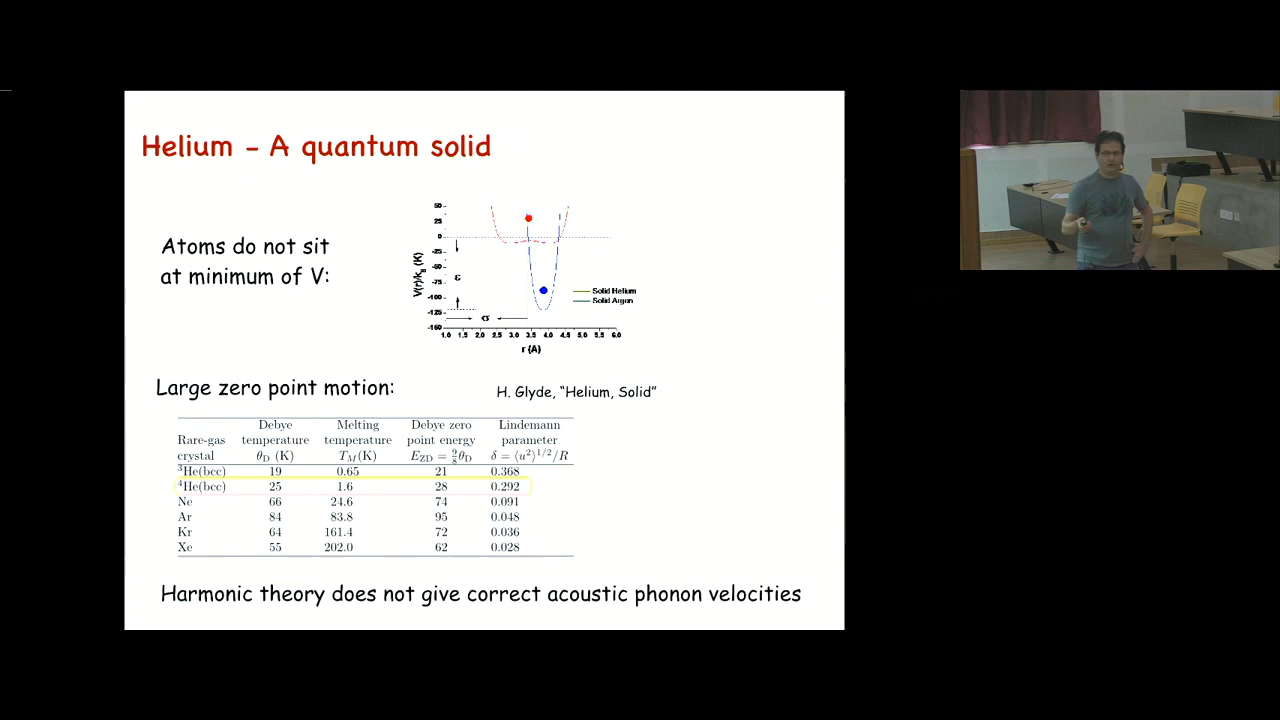 Helium - A quantum solid
Atoms do not sit
at minimum of V:
50
25
0
-25
-50
-75
-100
-125
-150
V(r)/k_B (K)
ε
σ
Solid Helium
Solid Argon
1.0 1.5 2.0 2.5 3.0 3.5 4.0 4.5 5.0 5.5 6.0
r (A)
Large zero point motion:
H. Glyde, “Helium, Solid”
Debye Melting Debye zero Lindemann
Rare-gas temperature temperature point energy parameter
crystal θ_D (K) T_M(K) E_ZD = 9/8 θ_D δ = ⟨u²⟩^1/2/R
³He(bcc) 19 0.65 21 0.368
⁴He(bcc) 25 1.6 28 0.292
Ne 66 24.6 74 0.091
Ar 84 83.8 95 0.048
Kr 64 161.4 72 0.036
Xe 55 202.0 62 0.028
Harmonic theory does not give correct acoustic phonon velocities